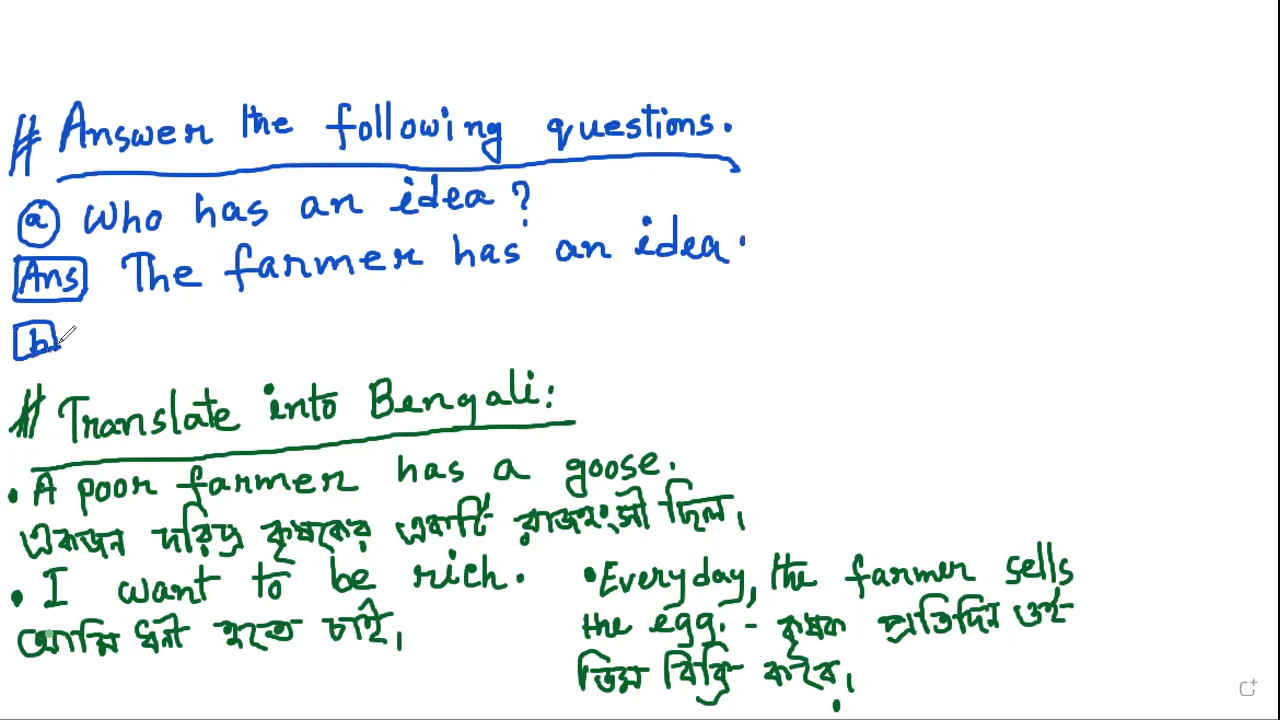 # Answer the following questions.
a Who has an idea?
Ans The farmer has an idea.
b
# Translate into Bengali:
• A poor farmer has a goose.
একজন দরিদ্র কৃষকের একটি রাজহংসী ছিল।
• I want to be rich.
আমি ধনী হতে চাই।
• Everyday, the farmer sells
the egg. - কৃষক প্রতিদিন ওই
ডিম বিক্রি করে।